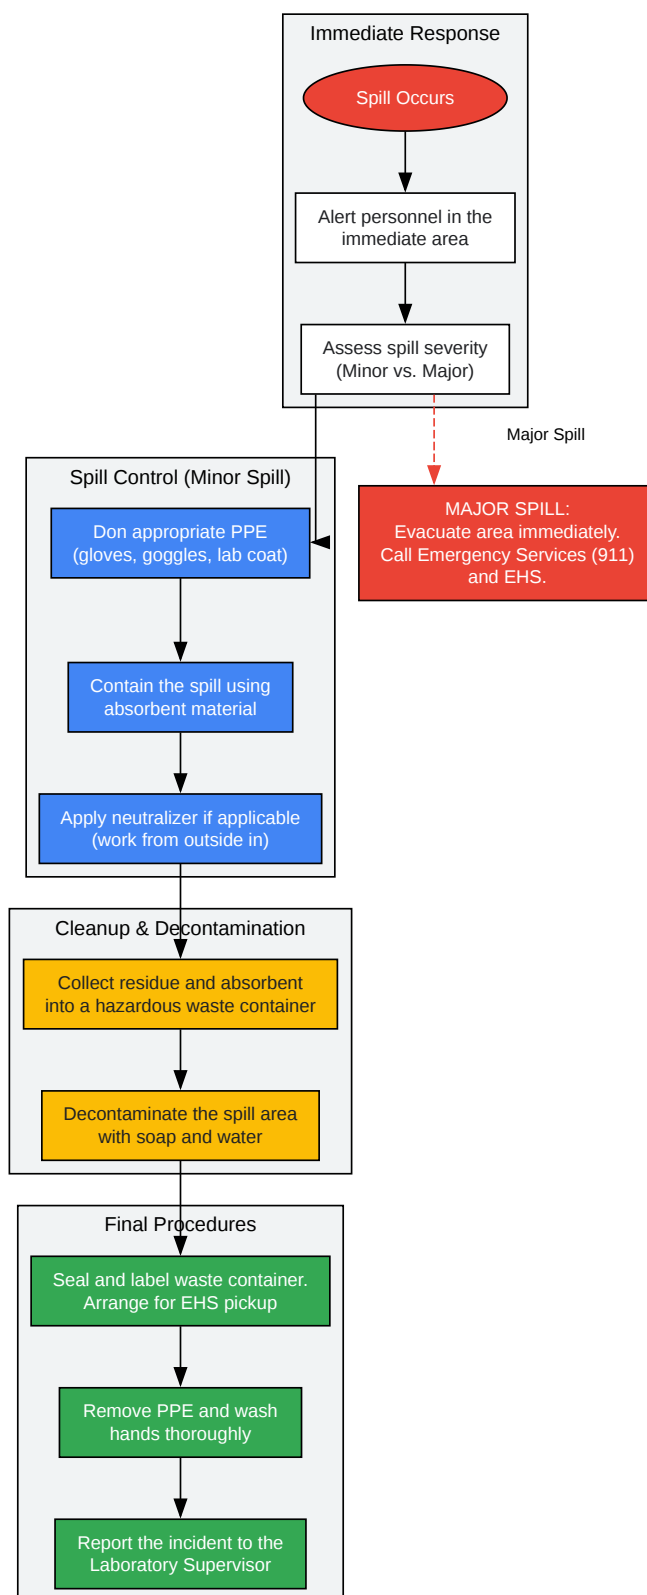 Immediate Response
Spill Occurs
Alert personnel in the
immediate area
Assess spill severity
(Minor vs. Major)
Major Spill
MAJOR SPILL:
Evacuate area immediately.
Call Emergency Services (911)
and EHS.
Spill Control (Minor Spill)
Don appropriate PPE
(gloves, goggles, lab coat)
Contain the spill using
absorbent material
Apply neutralizer if applicable
(work from outside in)
Cleanup & Decontamination
Collect residue and absorbent
into a hazardous waste container
Decontaminate the spill area
with soap and water
Final Procedures
Seal and label waste container.
Arrange for EHS pickup
Remove PPE and wash
hands thoroughly
Report the incident to the
Laboratory Supervisor